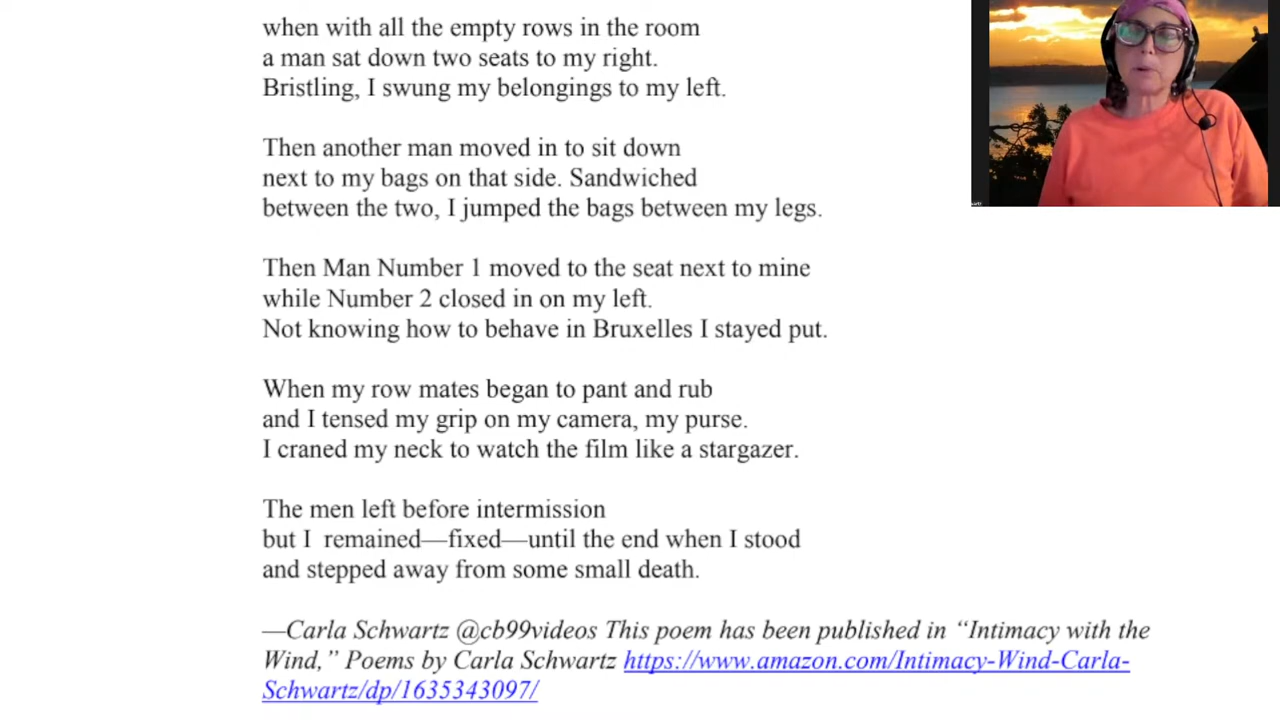 when with all the empty rows in the room
a man sat down two seats to my right.
Bristling, I swung my belongings to my left.
Then another man moved in to sit down
next to my bags on that side. Sandwiched
between the two, I jumped the bags between my legs.
Then Man Number 1 moved to the seat next to mine
while Number 2 closed in on my left.
Not knowing how to behave in Bruxelles I stayed put.
When my row mates began to pant and rub
and I tensed my grip on my camera, my purse.
I craned my neck to watch the film like a stargazer.
The men left before intermission
but I remained—fixed—until the end when I stood
and stepped away from some small death.
—Carla Schwartz @cb99videos This poem has been published in “Intimacy with the
Wind,” Poems by Carla Schwartz https://www.amazon.com/Intimacy-Wind-Carla-
Schwartz/dp/1635343097/